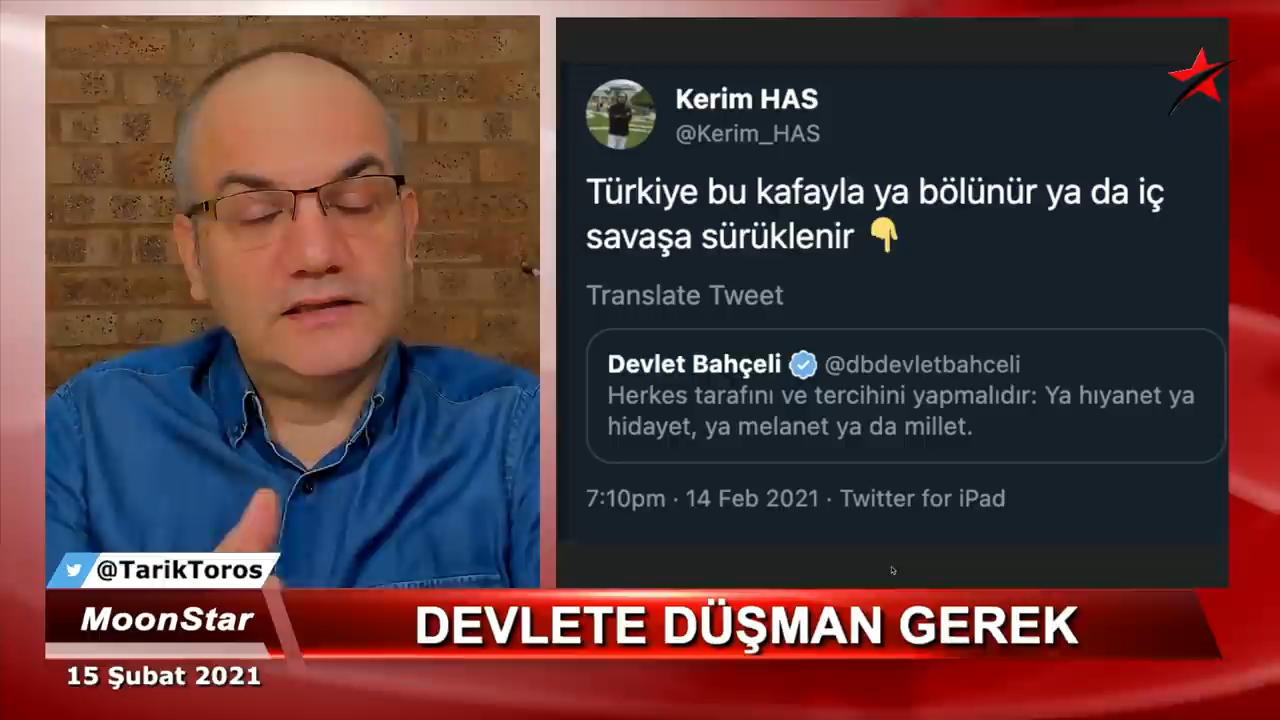 Kerim HAS
@Kerim_HAS
Türkiye bu kafayla ya bölünür ya da iç
savaşa sürüklenir 👇
Translate Tweet
Devlet Bahçeli @dbdevletbahceli
Herkes tarafını ve tercihini yapmalıdır: Ya hıyanet ya
hidayet, ya melanet ya da millet.
7:10pm · 14 Feb 2021 · Twitter for iPad
@TarikToros
MoonStar
DEVLETE DÜŞMAN GEREK
15 Şubat 2021